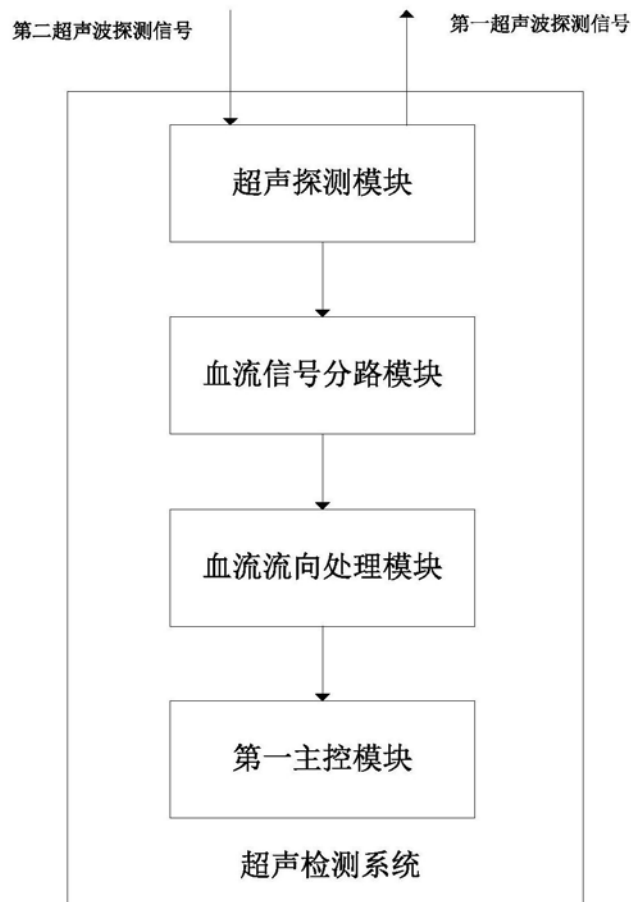 第二超声波探测信号
第一超声波探测信号
超声探测模块
血流信号分路模块
血流流向处理模块
第一主控模块
超声检测系统